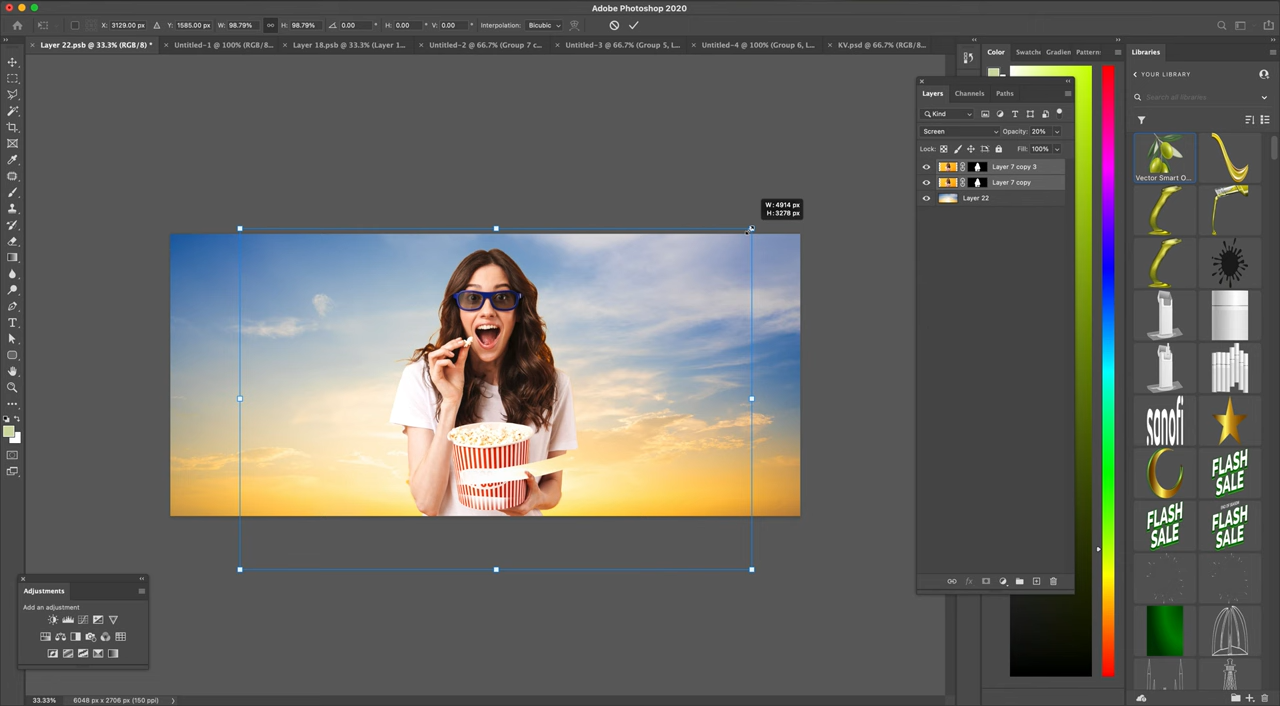 Adobe Photoshop 2020
X: 3129.00 px Y: 1585.00 px W: 98.79% H: 98.79% 0.00 ° H: 0.00 ° V: 0.00 ° Interpolation: Bicubic
Layer 22.psb @ 33.3% (RGB/8) * Untitled-1 @ 100% (RGB/8... Layer 18.psb @ 33.3% (Layer 1... Untitled-2 @ 66.7% (Group 7 c... Untitled-3 @ 66.7% (Group 5, L... Untitled-4 @ 100% (Group 6, L... KV.psd @ 66.7% (RGB/8...
Color Swatch Gradien Pattern:
Libraries
YOUR LIBRARY
Search all libraries
Vector Smart O...
sanofi
FLASH
SALE
FLASH
SALE
FLASH
SALE
Layers Channels Paths
Kind
Screen Opacity: 20%
Lock: Fill: 100%
Layer 7 copy 3
Layer 7 copy
Layer 22
W: 4914 px
H: 3278 px
Adjustments
Add an adjustment
33.33% 6048 px x 2706 px (150 ppi)